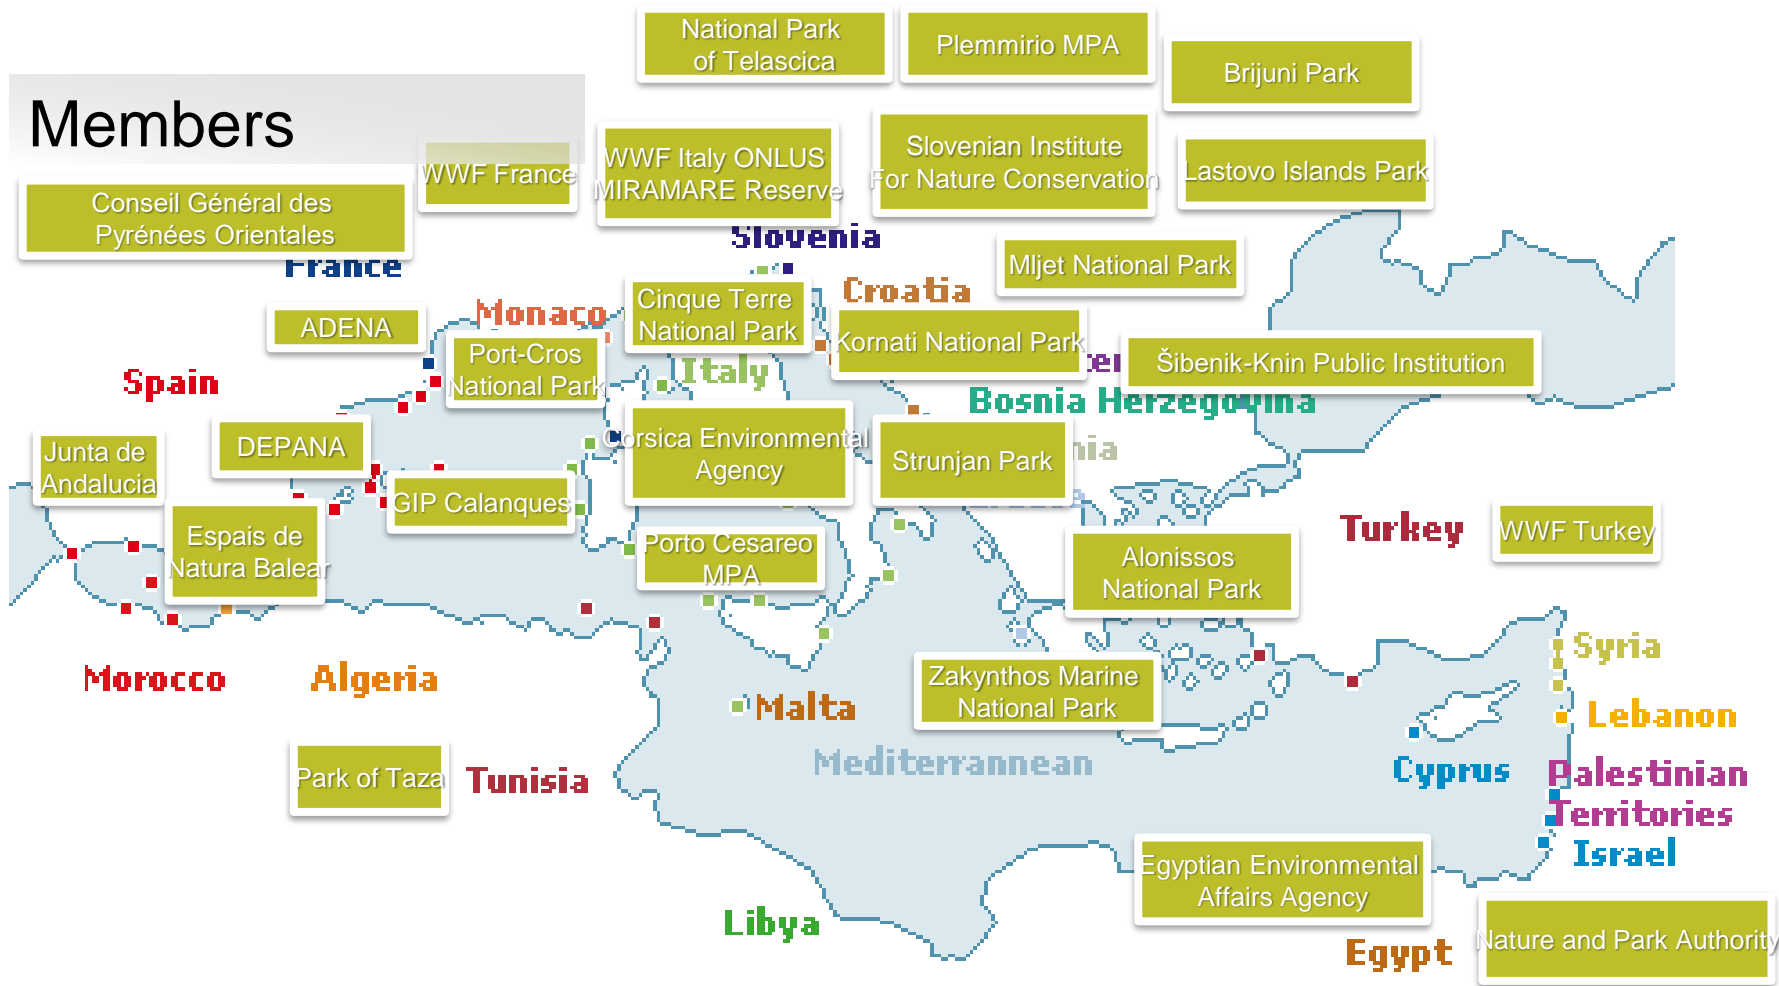 National Park
of Telascica
Plemmirio MPA
Brijuni Park
Members
WWF France
WWF Italy ONLUS
MIRAMARE Reserve
Slovenian Institute
For Nature Conservation
Lastovo Islands Park
Conseil Général des
Pyrénées Orientales
Slovenia
France
Mljet National Park
Croatia
Monaco
Cinque Terre
National Park
ADENA
Kornati National Park
Port-Cros
National Park
Šibenik-Knin Public Institution
Italy
Spain
Bosnia Herzegovina
Junta de
Andalucia
DEPANA
Corsica Environmental
Agency
Strunjan Park
GIP Calanques
Espais de
Natura Balear
Porto Cesareo
MPA
Alonissos
National Park
Turkey
WWF Turkey
Syria
Morocco
Algeria
Malta
Zakynthos Marine
National Park
Lebanon
Mediterrannean
Cyprus
Palestinian
Territories
Israel
Park of Taza
Tunisia
Egyptian Environmental
Affairs Agency
Libya
Egypt
Nature and Park Authority